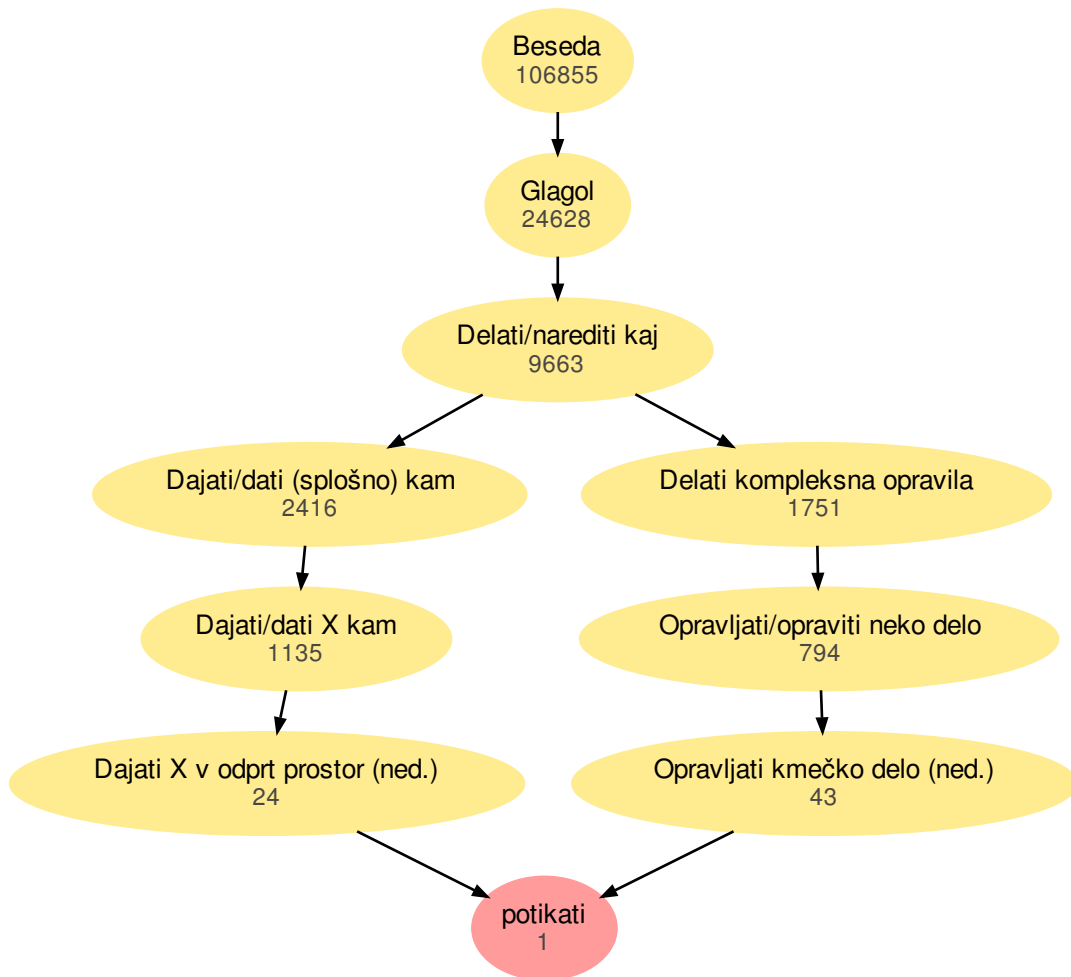 Beseda
106855
Glagol
24628
Delati/narediti kaj
9663
Dajati/dati (splošno) kam
2416
Delati kompleksna opravila
1751
Dajati/dati X kam
1135
Opravljati/opraviti neko delo
794
Dajati X v odprt prostor (ned.)
24
Opravljati kmečko delo (ned.)
43
potikati
1